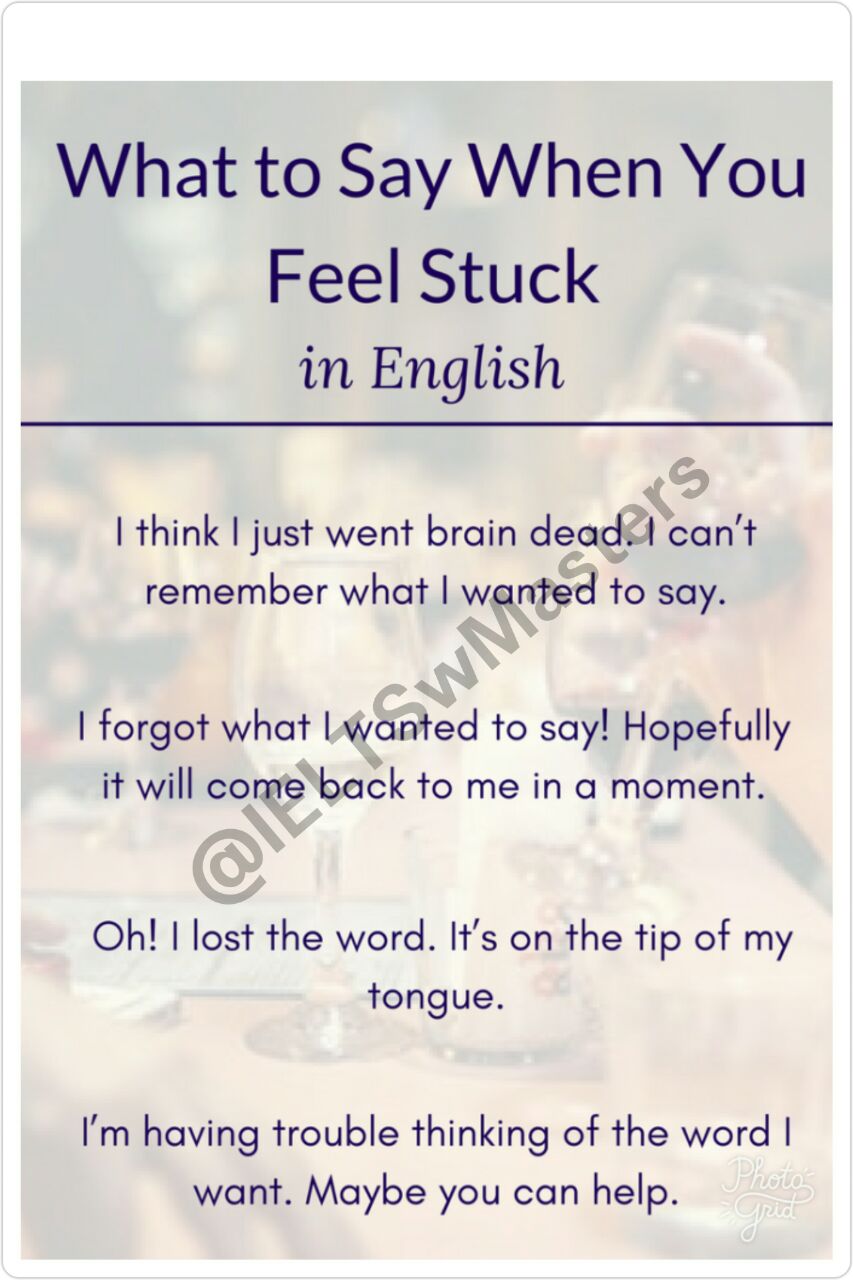 What to Say When You
Feel Stuck
in English
I think I just went brain dead. I can't
remember what I wanted to say.
I forgot what I wanted to say! Hopefully
it will come back to me in a moment.
Oh! I lost the word. It's on the tip of my
tongue.
I'm having trouble thinking of the word I
want. Maybe you can help.
@IELTSwMasters
Photo
Grid